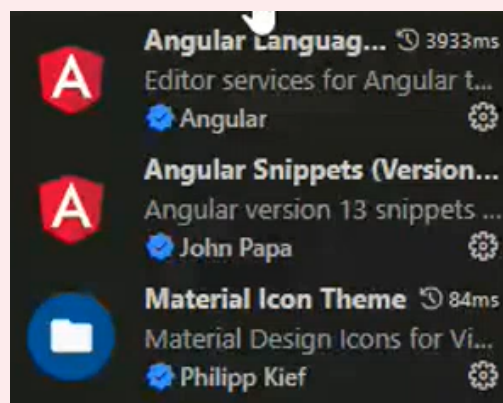 Angular Languag... 3933ms
Editor services for Angular t...
Angular
Angular Snippets (Version...
Angular version 13 snippets ...
John Papa
Material Icon Theme 84ms
Material Design Icons for Vi...
Philipp Kief